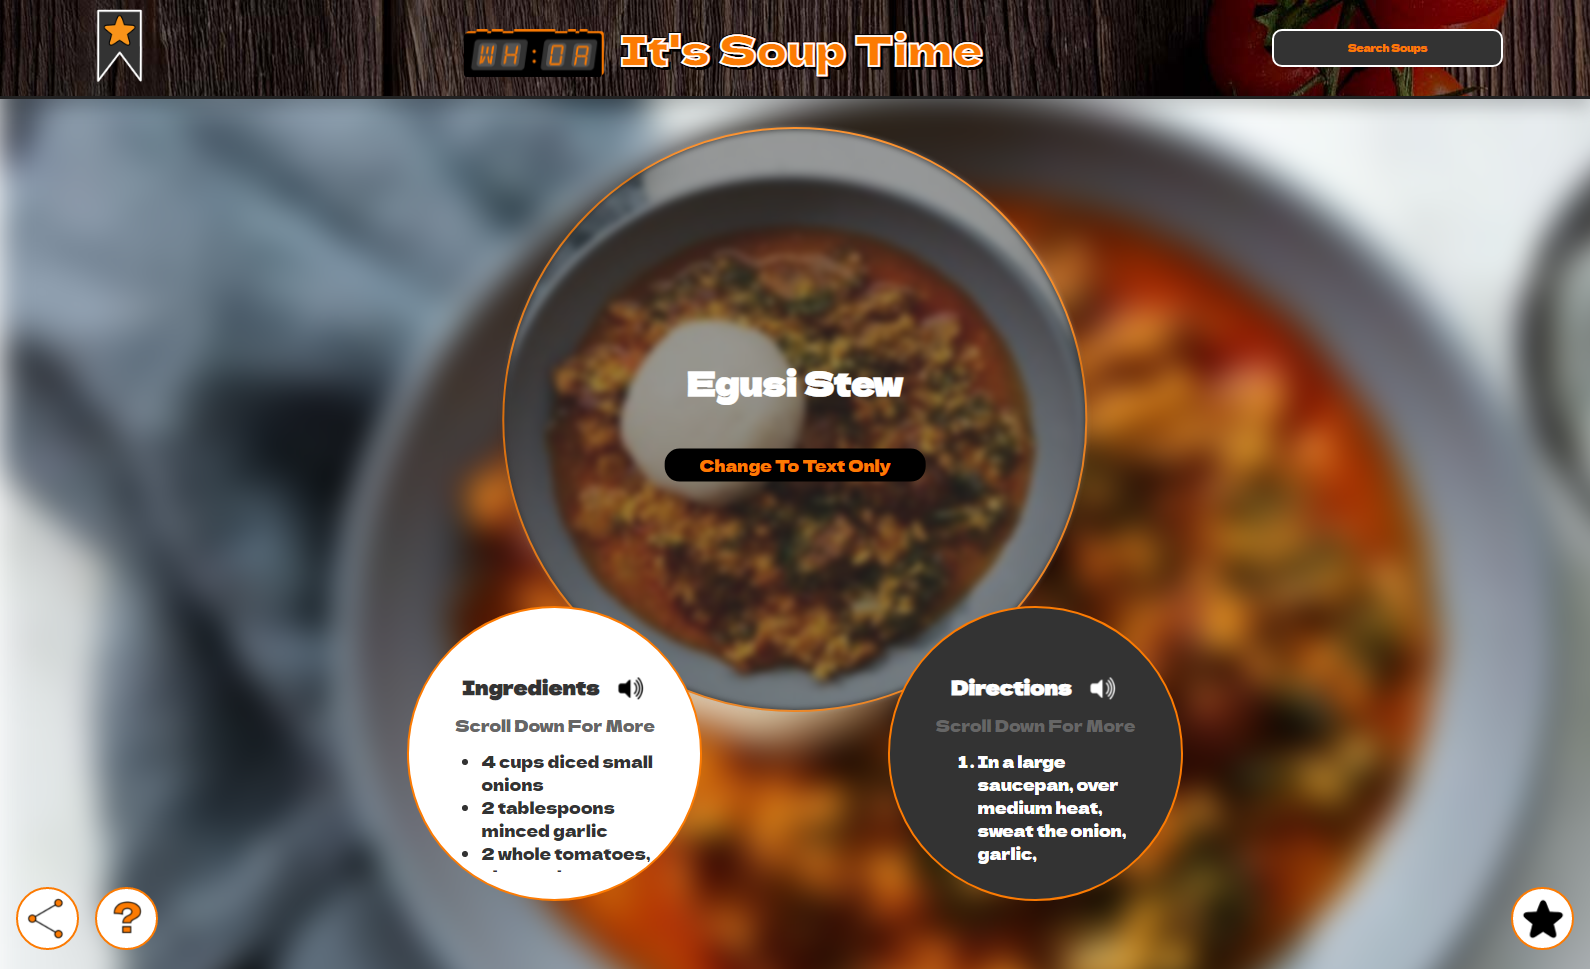 WH:DA
It's Soup Time
Search Soups
Egusi Stew
Change To Text Only
Ingredients
Scroll Down For More
• 4 cups diced small
onions
• 2 tablespoons
minced garlic
• 2 whole tomatoes,
Directions
Scroll Down For More
1. In a large
saucepan, over
medium heat,
sweat the onion,
garlic,
?